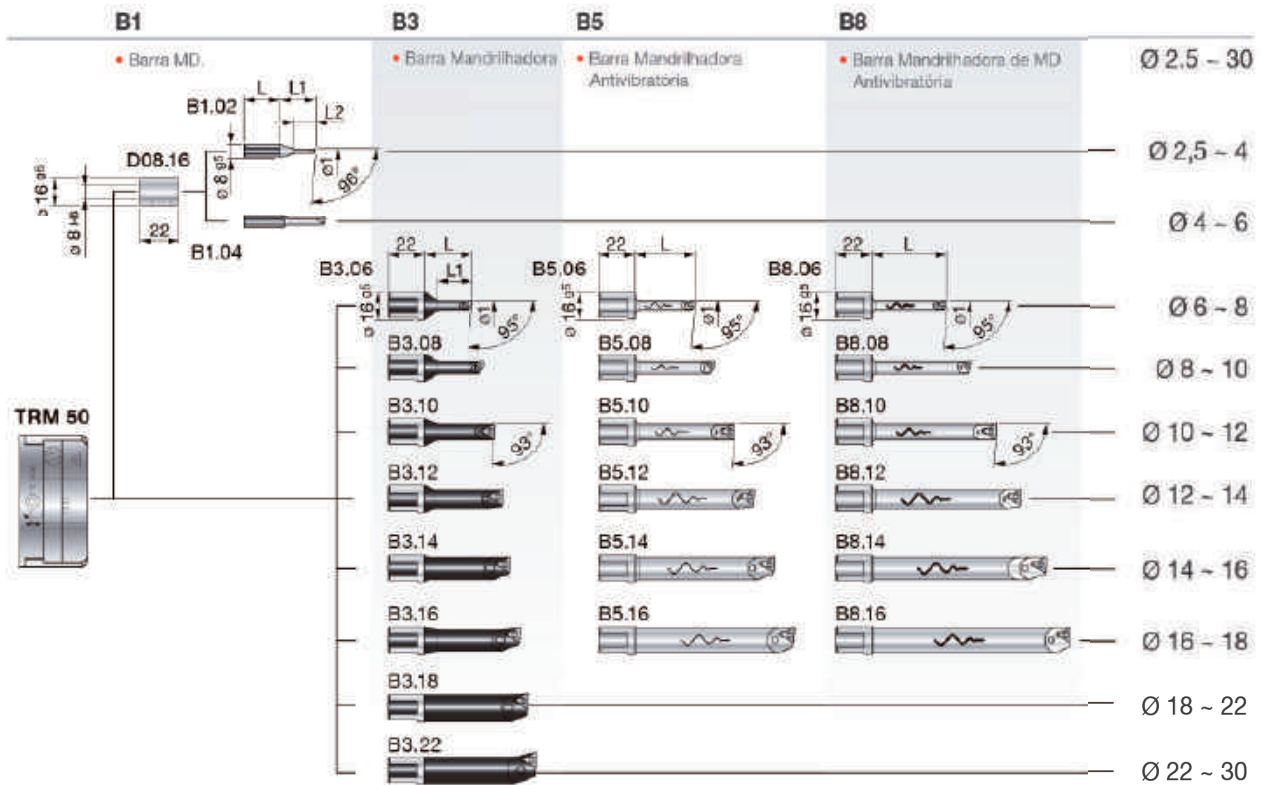 B1 B3 B5 B8
• Barra MD. • Barra Mandrilhadora • Barra Mandrilhadora Antivibratória • Barra Mandrilhadora de MD Antivibratória Ø 2.5 ~ 30
B1.02 L L1 L2
D08.16 ø 16 g5 ø 8 H6 22 ø 8 g5 ø1 96° Ø 2,5 ~ 4
B1.04 Ø 4 ~ 6
B3.06 22 L L1 ø 16 g5 ø1 95° B5.06 22 L ø 16 g5 ø1 95° B8.06 22 L ø 16 g5 ø1 95° Ø 6 ~ 8
B3.08 B5.08 B8.08 Ø 8 ~ 10
B3.10 93° B5.10 93° B8.10 93° Ø 10 ~ 12
TRM 50
B3.12 B5.12 B8.12 Ø 12 ~ 14
B3.14 B5.14 B8.14 Ø 14 ~ 16
B3.16 B5.16 B8.16 Ø 16 ~ 18
B3.18 Ø 18 ~ 22
B3.22 Ø 22 ~ 30